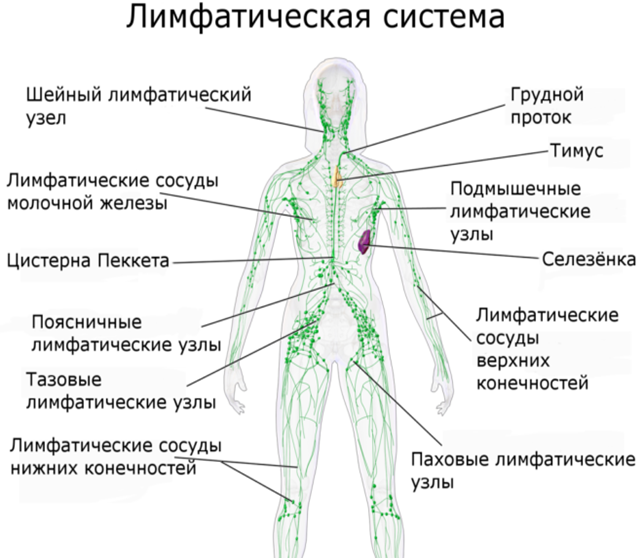 Лимфатическая система
Шейный лимфатический
узел
Грудной
проток
Тимус
Лимфатические сосуды
молочной железы
Подмышечные
лимфатические
узлы
Цистерна Пеккета
Селезёнка
Поясничные
лимфатические узлы
Лимфатические
сосуды
верхних
конечностей
Тазовые
лимфатические узлы
Лимфатические сосуды
нижних конечностей
Паховые лимфатические
узлы